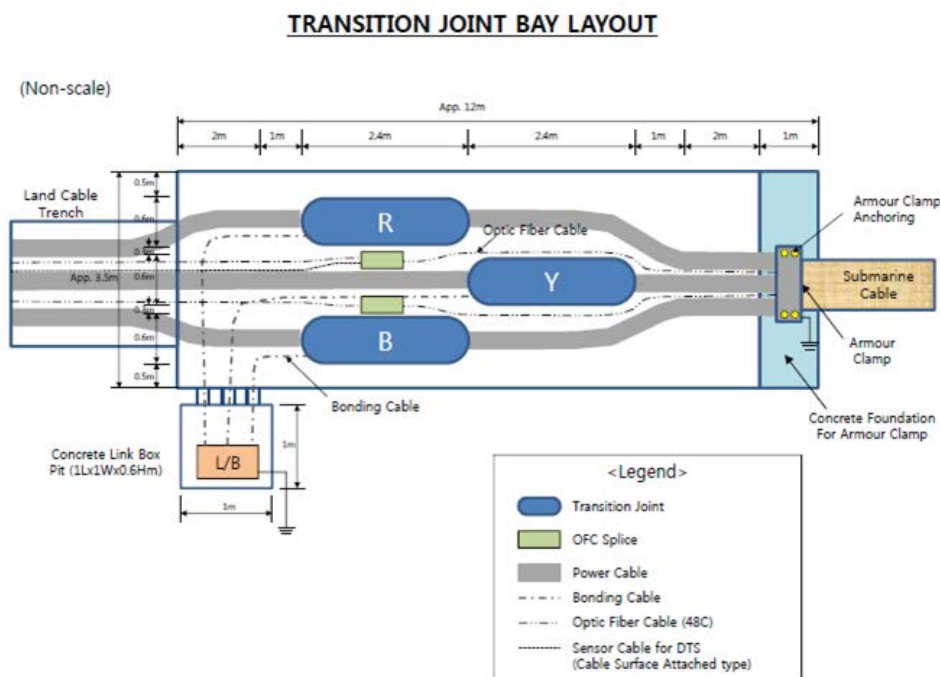 TRANSITION JOINT BAY LAYOUT
(Non-scale)
App. 12m
2m
1m
2.4m
2.4m
1m
2m
1m
Land Cable
Trench
0.5m
0.6m
App. 3.5m
0.6m
0.6m
0.5m
R
Optic Fiber Cable
Y
B
Armour Clamp
Anchoring
Submarine
Cable
Armour
Clamp
Bonding Cable
Concrete Foundation
For Armour Clamp
Concrete Link Box
Pit (1Lx1Wx0.6Hm)
L/B
1m
1m
<Legend>
Transition Joint
OFC Splice
Power Cable
Bonding Cable
Optic Fiber Cable (48C)
Sensor Cable for DTS
(Cable Surface Attached type)